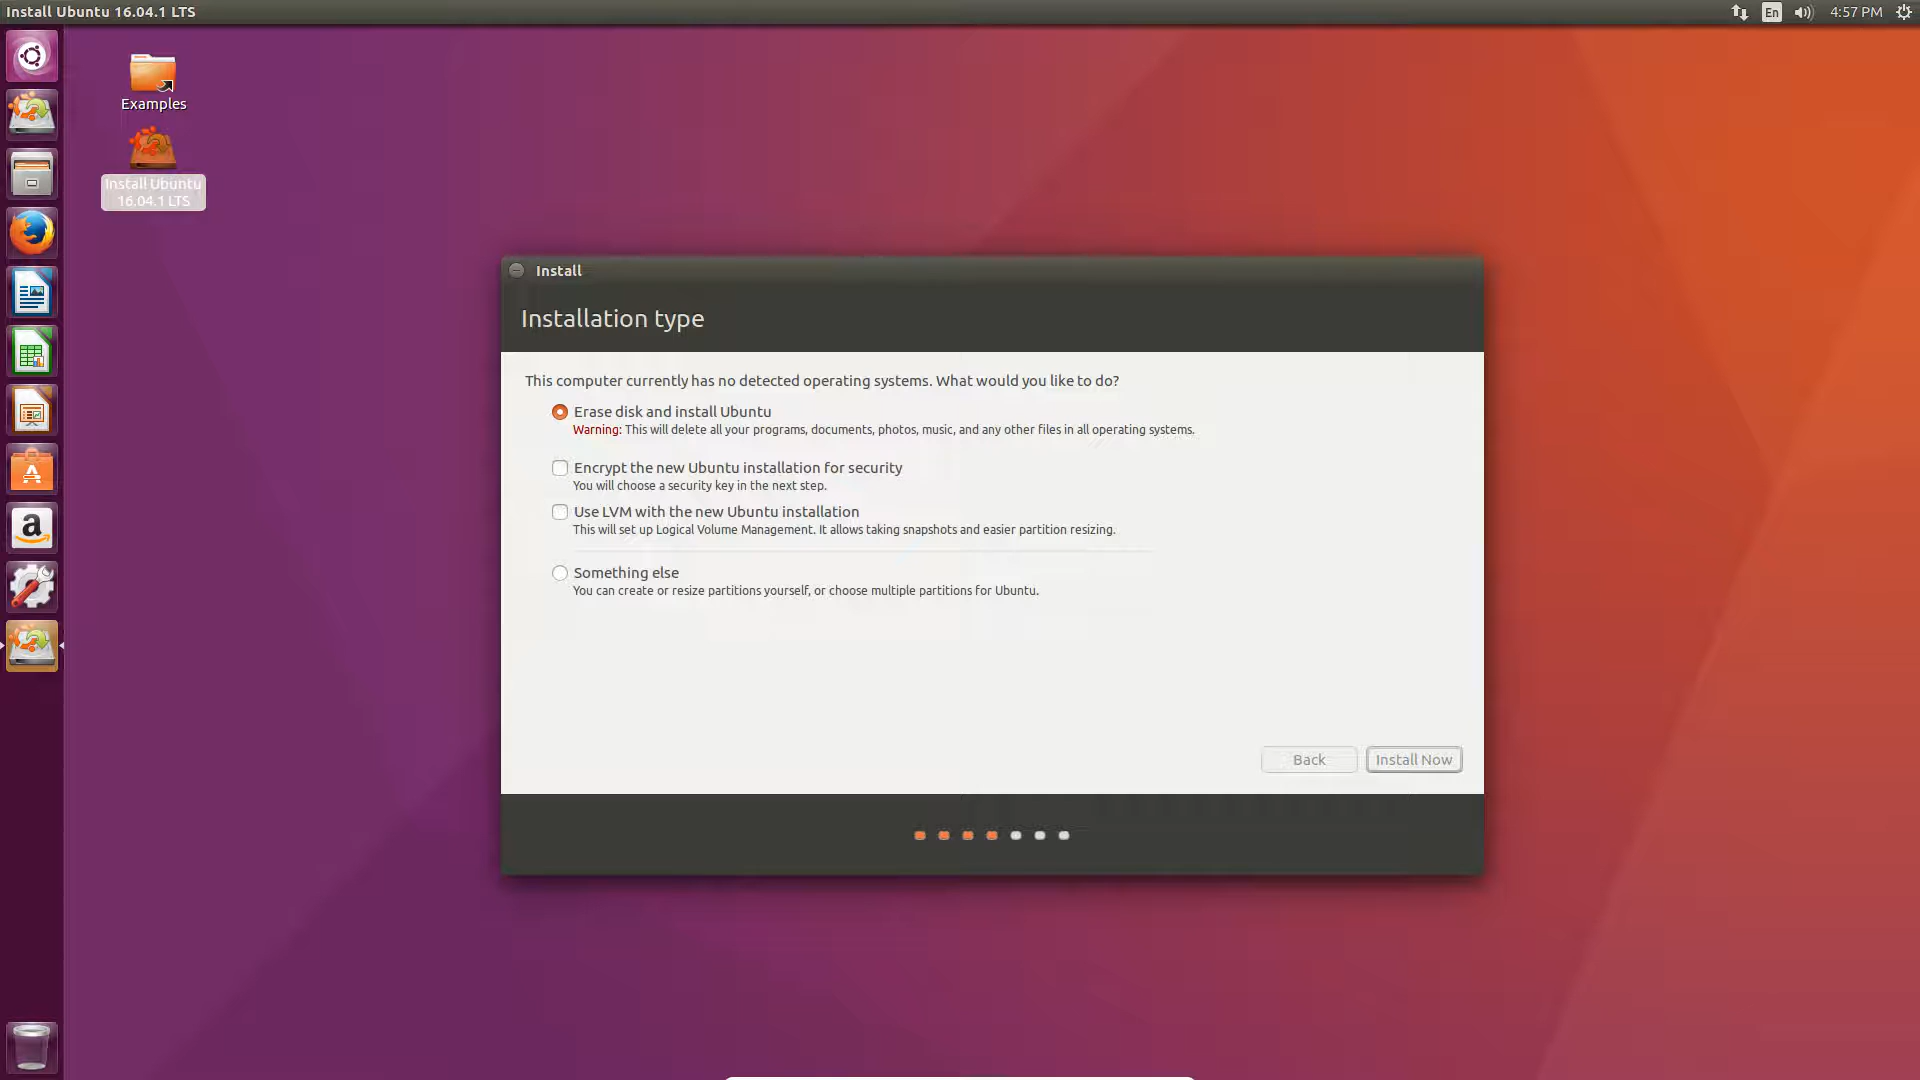 Install Ubuntu 16.04.1 LTS
En
4:57 PM
Examples
Install Ubuntu
16.04.1 LTS
Install
Installation type
This computer currently has no detected operating systems. What would you like to do?
Erase disk and install Ubuntu
Warning: This will delete all your programs, documents, photos, music, and any other files in all operating systems.
Encrypt the new Ubuntu installation for security
You will choose a security key in the next step.
Use LVM with the new Ubuntu installation
This will set up Logical Volume Management. It allows taking snapshots and easier partition resizing.
Something else
You can create or resize partitions yourself, or choose multiple partitions for Ubuntu.
Back
Install Now